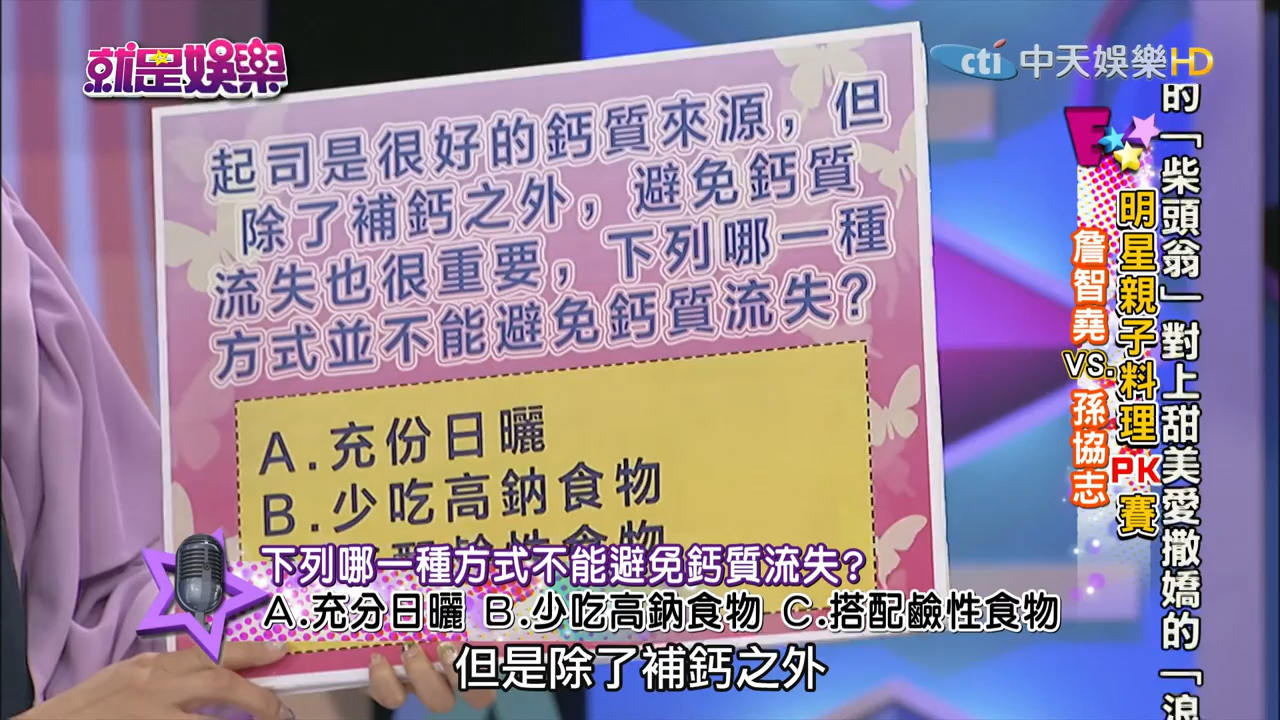 就是娛樂
cti 中天娛樂HD
起司是很好的鈣質來源，但
除了補鈣之外，避免鈣質
流失也很重要，下列哪一種
方式並不能避免鈣質流失？
A.充份日曬
B.少吃高鈉食物
配鹼性食物
下列哪一種方式不能避免鈣質流失？
A.充分日曬 B.少吃高鈉食物 C.搭配鹼性食物
但是除了補鈣之外
的「柴頭翁」對上甜美愛撒嬌的「浪
明星親子料理PK賽
詹智堯VS.孫協志